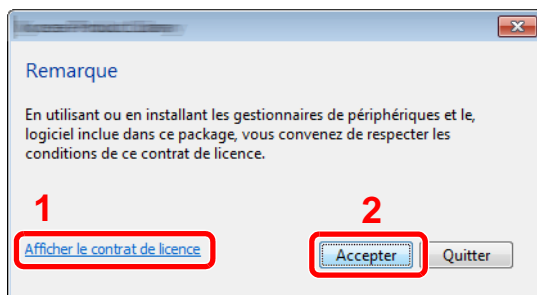 Remarque
En utilisant ou en installant les gestionnaires de périphériques et le,
logiciel inclue dans ce package, vous convenez de respecter les
conditions de ce contrat de licence.
1
2
Afficher le contrat de licence
Accepter
Quitter